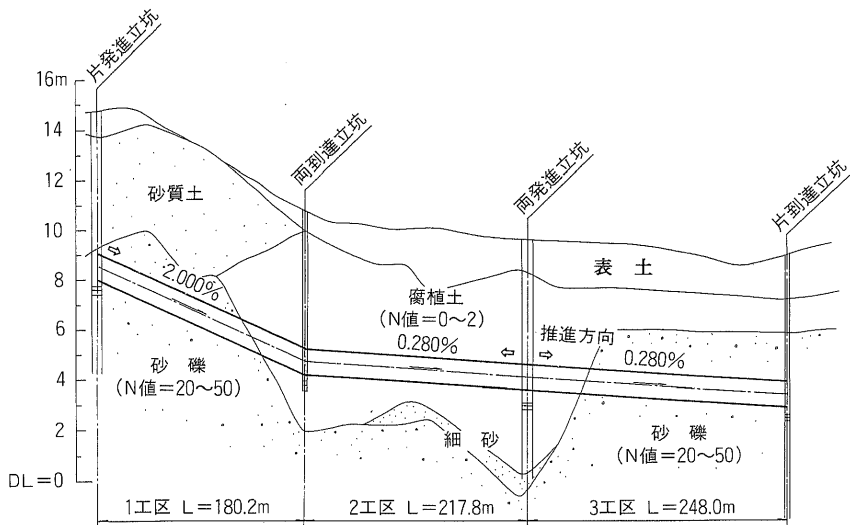 片発進立坑
両到達立坑
両発進立坑
片到達立坑
16m
14
12
10
8
6
4
2
DL=0
砂質土
2.000%
表 土
腐植土
(N値=0〜2)
0.280%
推進方向
0.280%
砂 礫
(N値=20〜50)
細 砂
砂 礫
(N値=20〜50)
1工区 L=180.2m
2工区 L=217.8m
3工区 L=248.0m